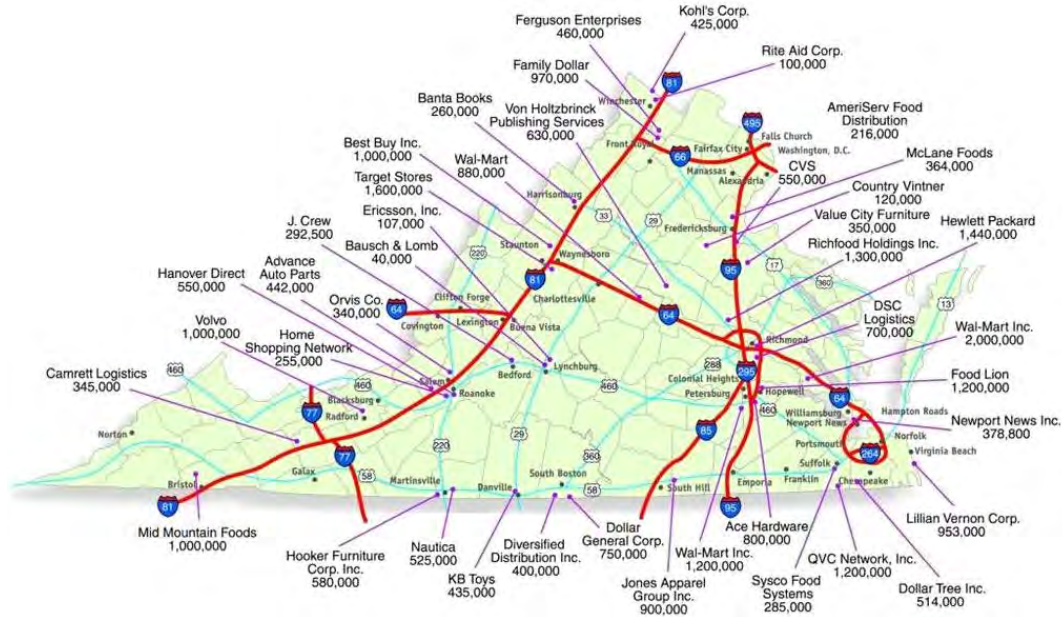 Kohl's Corp.
425,000
Ferguson Enterprises
460,000
Rite Aid Corp.
100,000
Family Dollar
970,000
Banta Books
260,000
Von Holtzbrinck
Publishing Services
630,000
AmeriServ Food
Distribution
216,000
Best Buy Inc.
1,000,000
Wal-Mart
880,000
McLane Foods
364,000
CVS
550,000
Target Stores
1,600,000
Country Vintner
120,000
Ericsson, Inc.
107,000
Value City Furniture
350,000
Hewlett Packard
1,440,000
J. Crew
292,500
Bausch & Lomb
40,000
Richfood Holdings Inc.
1,300,000
Advance
Auto Parts
442,000
Hanover Direct
550,000
Orvis Co.
340,000
DSC
Logistics
700,000
Volvo
1,000,000
Home
Shopping Network
255,000
Wal-Mart Inc.
2,000,000
Camrett Logistics
345,000
Food Lion
1,200,000
Newport News Inc.
378,800
Mid Mountain Foods
1,000,000
Hooker Furniture
Corp. Inc.
580,000
Nautica
525,000
KB Toys
435,000
Diversified
Distribution Inc.
400,000
Dollar
General Corp.
750,000
Jones Apparel
Group Inc.
900,000
Wal-Mart Inc.
1,200,000
Ace Hardware
800,000
Sysco Food
Systems
285,000
QVC Network, Inc.
1,200,000
Dollar Tree Inc.
514,000
Lillian Vernon Corp.
953,000
81
Winchester
495
Falls Church
Front Royal
66
Fairfax City
Washington, D.C.
Manassas
Alexandria
Harrisonburg
33
29
220
Fredericksburg
Staunton
Waynesboro
17
95
360
81
Charlottesville
13
64
Clifton Forge
Covington
Lexington
Buena Vista
64
Richmond
460
Salem
Roanoke
Bedford
Lynchburg
288
295
Colonial Heights
460
Blacksburg
Radford
460
Petersburg
Hopewell
460
64
77
Williamsburg
Newport News
Hampton Roads
Norton
220
29
360
85
Portsmouth
Norfolk
264
Virginia Beach
77
58
Galax
Martinsville
Danville
South Boston
58
South Hill
Emporia
Franklin
Suffolk
Chesapeake
Bristol
81
95